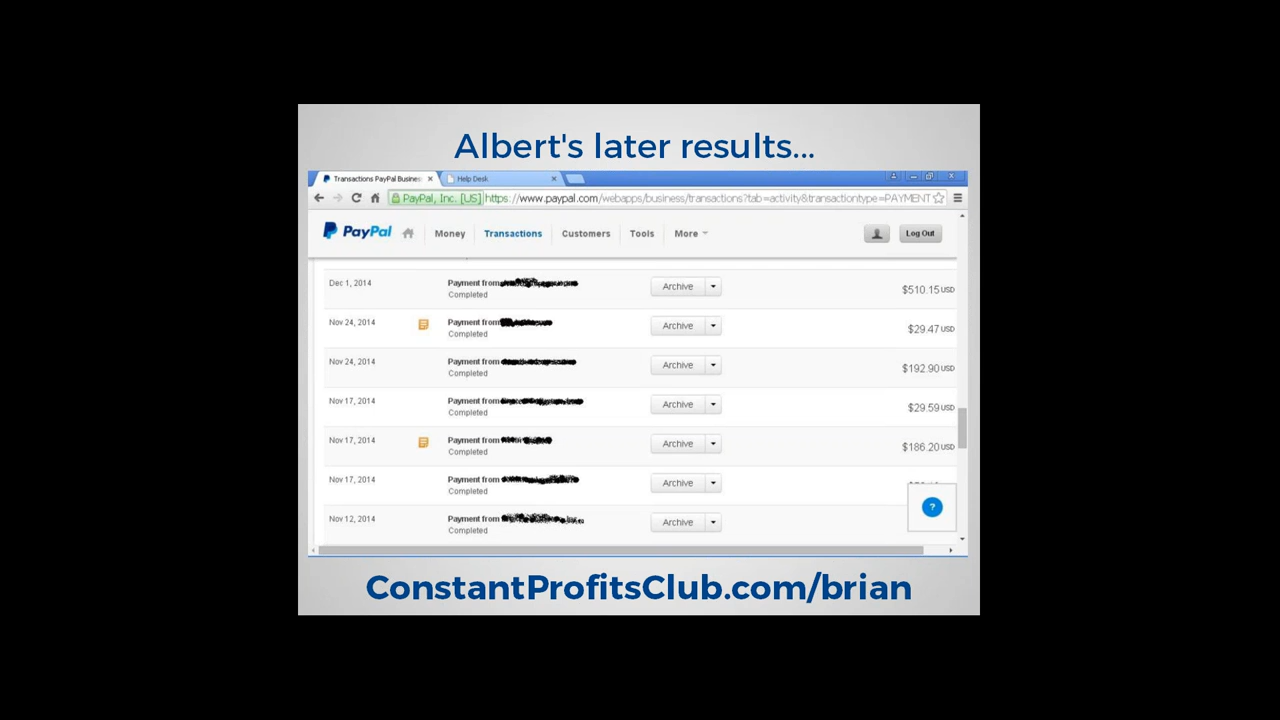 Albert's later results...
Transactions PayPal Busines
Help Desk
PayPal, Inc. [US] https://www.paypal.com/webapps/business/transactions?tab=activity&transactiontype=PAYMENT
PayPal Money Transactions Customers Tools More Log Out
Dec 1, 2014 Payment from Archive $510.15 USD
Completed
Nov 24, 2014 Payment from Archive $29.47 USD
Completed
Nov 24, 2014 Payment from Archive $192.90 USD
Completed
Nov 17, 2014 Payment from Archive $29.59 USD
Completed
Nov 17, 2014 Payment from Archive $186.20 USD
Completed
Nov 17, 2014 Payment from Archive
Completed
?
Nov 12, 2014 Payment from Archive
Completed
ConstantProfitsClub.com/brian